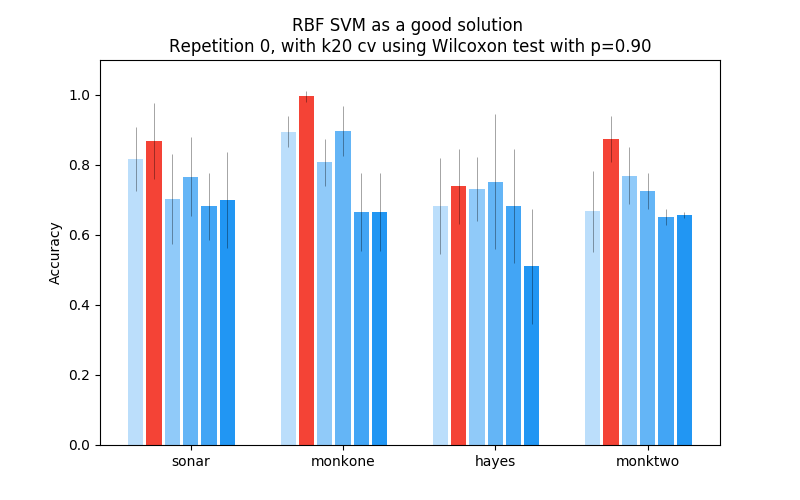 RBF SVM as a good solution
Repetition 0, with k20 cv using Wilcoxon test with p=0.90
Accuracy
1.0
0.8
0.6
0.4
0.2
0.0
sonar
monkone
hayes
monktwo